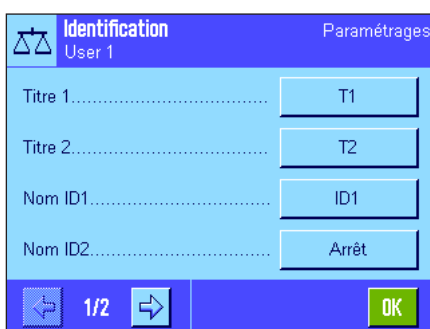 Identification
User 1
Paramétrages
Titre 1.................................... T1
Titre 2.................................... T2
Nom ID1................................. ID1
Nom ID2................................. Arrêt
1/2
OK